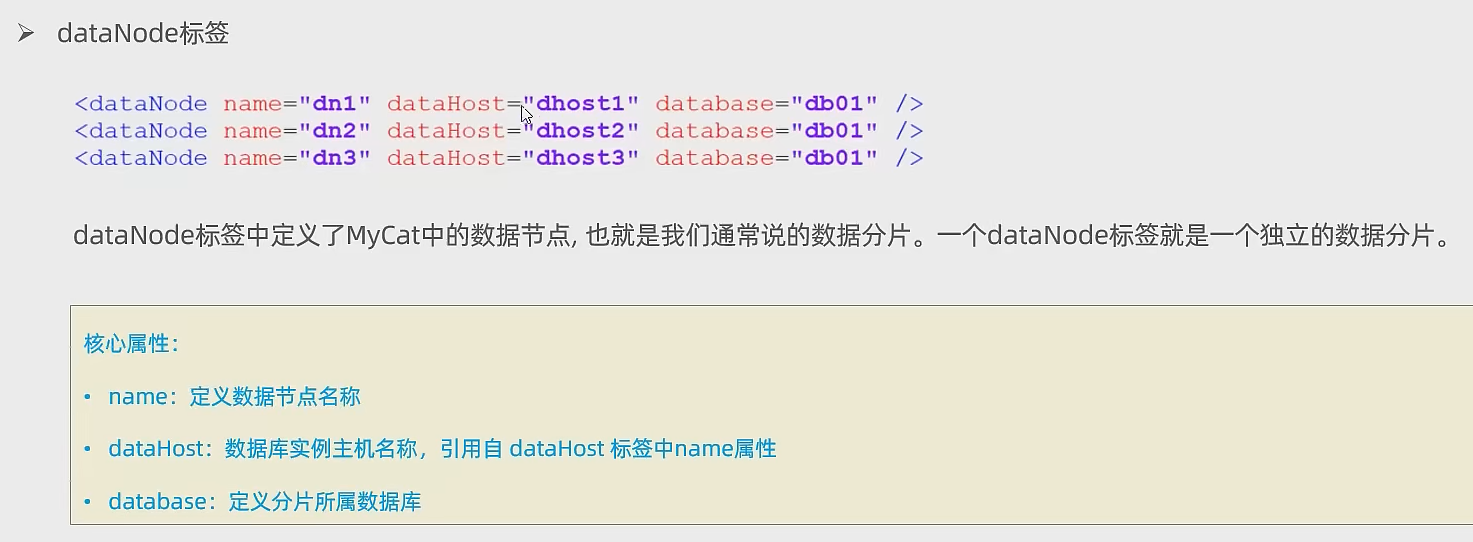 ➢ dataNode标签
<dataNode name="dn1" dataHost="dhost1" database="db01" />
<dataNode name="dn2" dataHost="dhost2" database="db01" />
<dataNode name="dn3" dataHost="dhost3" database="db01" />
dataNode标签中定义了MyCat中的数据节点, 也就是我们通常说的数据分片。一个dataNode标签就是一个独立的数据分片。
核心属性：
• name：定义数据节点名称
• dataHost：数据库实例主机名称，引用自 dataHost 标签中name属性
• database：定义分片所属数据库